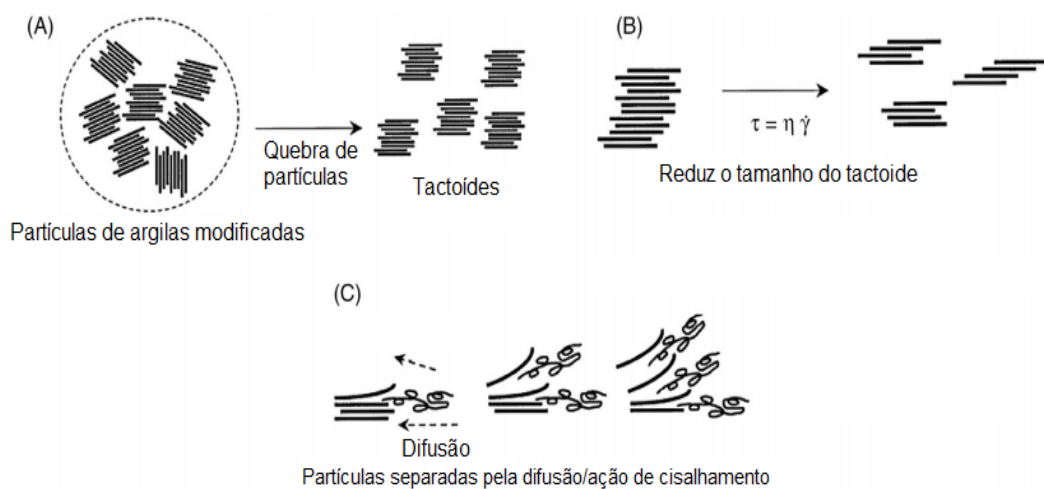 (A)
Quebra de
partículas
Tactoídes
Partículas de argilas modificadas
(B)
τ = η γ̇
Reduz o tamanho do tactoide
(C)
Difusão
Partículas separadas pela difusão/ação de cisalhamento